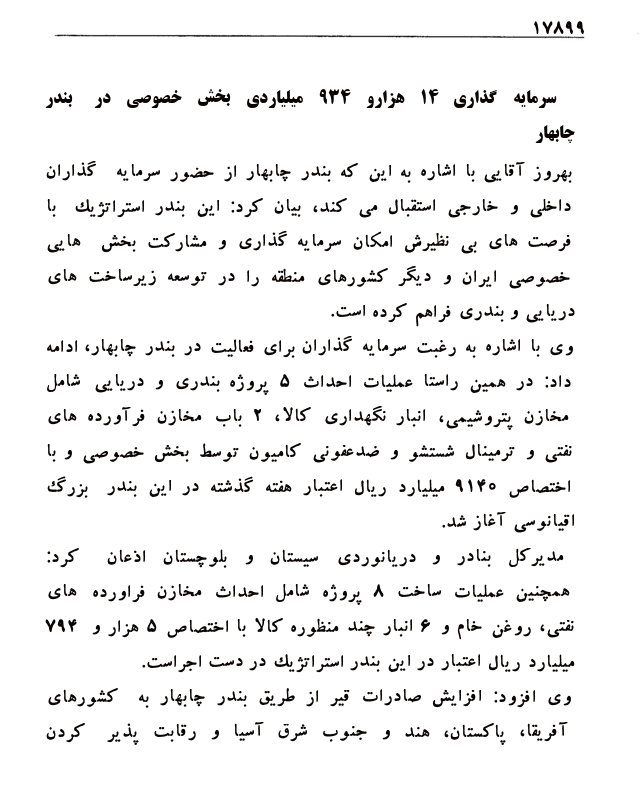 ۱۷۸۹۹
سرمایه گذاری ۱۴ هزارو ۹۳۴ میلیاردی بخش خصوصی در بندر
چابهار
بهروز آقایی با اشاره به این که بندر چابهار از حضور سرمایه گذاران
داخلی و خارجی استقبال می کند، بیان کرد: این بندر استراتژیک با
فرصت های بی نظیرش امکان سرمایه گذاری و مشارکت بخش هایی
خصوصی ایران و دیگر کشورهای منطقه را در توسعه زیرساخت های
دریایی و بندری فراهم کرده است.
وی با اشاره به رغبت سرمایه گذاران برای فعالیت در بندر چابهار، ادامه
داد: در همین راستا عملیات احداث ۵ پروژه بندری و دریایی شامل
مخازن پتروشیمی، انبار نگهداری کالا، ۲ باب مخازن فرآورده های
نفتی و ترمینال شستشو و ضدعفونی کامیون توسط بخش خصوصی و با
اختصاص ۹۱۴۰ میلیارد ریال اعتبار هفته گذشته در این بندر بزرگ
اقیانوسی آغاز شد.
مدیرکل بنادر و دریانوردی سیستان و بلوچستان اذعان کرد:
همچنین عملیات ساخت ۸ پروژه شامل احداث مخازن فراورده های
نفتی، روغن خام و ۶ انبار چند منظوره کالا با اختصاص ۵ هزار و ۷۹۴
میلیارد ریال اعتبار در این بندر استراتژیک در دست اجراست.
وی افزود: افزایش صادرات قیر از طریق بندر چابهار به کشورهای
آفریقا، پاکستان، هند و جنوب شرق آسیا و رقابت پذیر کردن